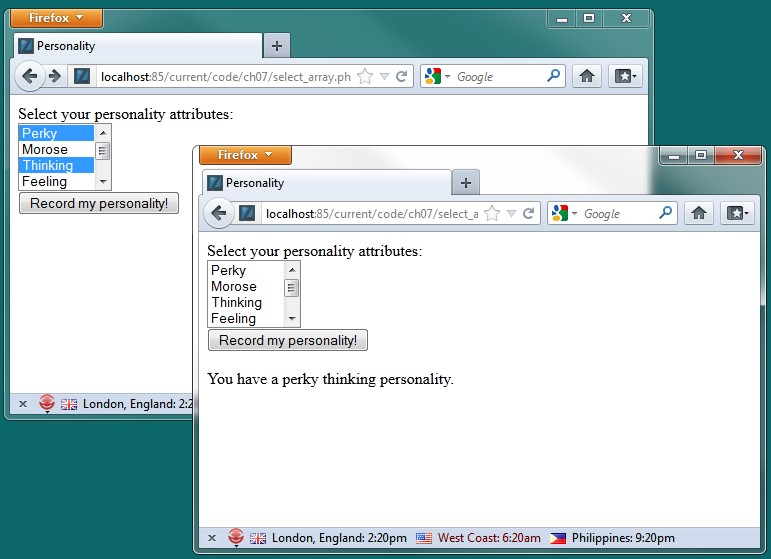 Firefox
Personality
localhost:85/current/code/ch07/select_array.ph
Google
Select your personality attributes:
Perky
Morose
Thinking
Feeling
Record my personality!
London, England: 2:2
Firefox
Personality
localhost:85/current/code/ch07/select_a
Google
Select your personality attributes:
Perky
Morose
Thinking
Feeling
Record my personality!
You have a perky thinking personality.
London, England: 2:20pm West Coast: 6:20am Philippines: 9:20pm